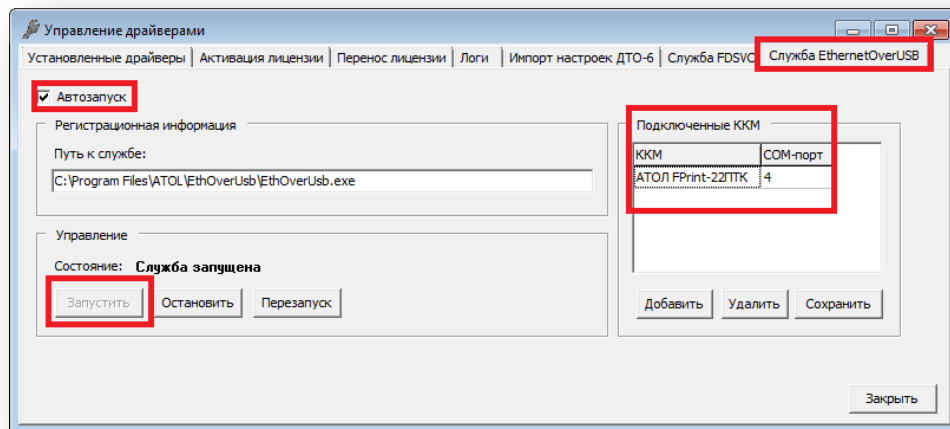 Управление драйверами
Установленные драйверы
Активация лицензии
Перенос лицензии
Логи
Импорт настроек ДТО-6
Служба FDSVC
Служба EthernetOverUSB
Автозапуск
Регистрационная информация
Путь к службе:
C:\Program Files\ATOL\EthOverUsb\EthOverUsb.exe
Управление
Состояние: Служба запущена
Запустить
Остановить
Перезапуск
Подключенные ККМ
ККМ
COM-порт
АТОЛ FPrint-22ПТК
4
Добавить
Удалить
Сохранить
Закрыть